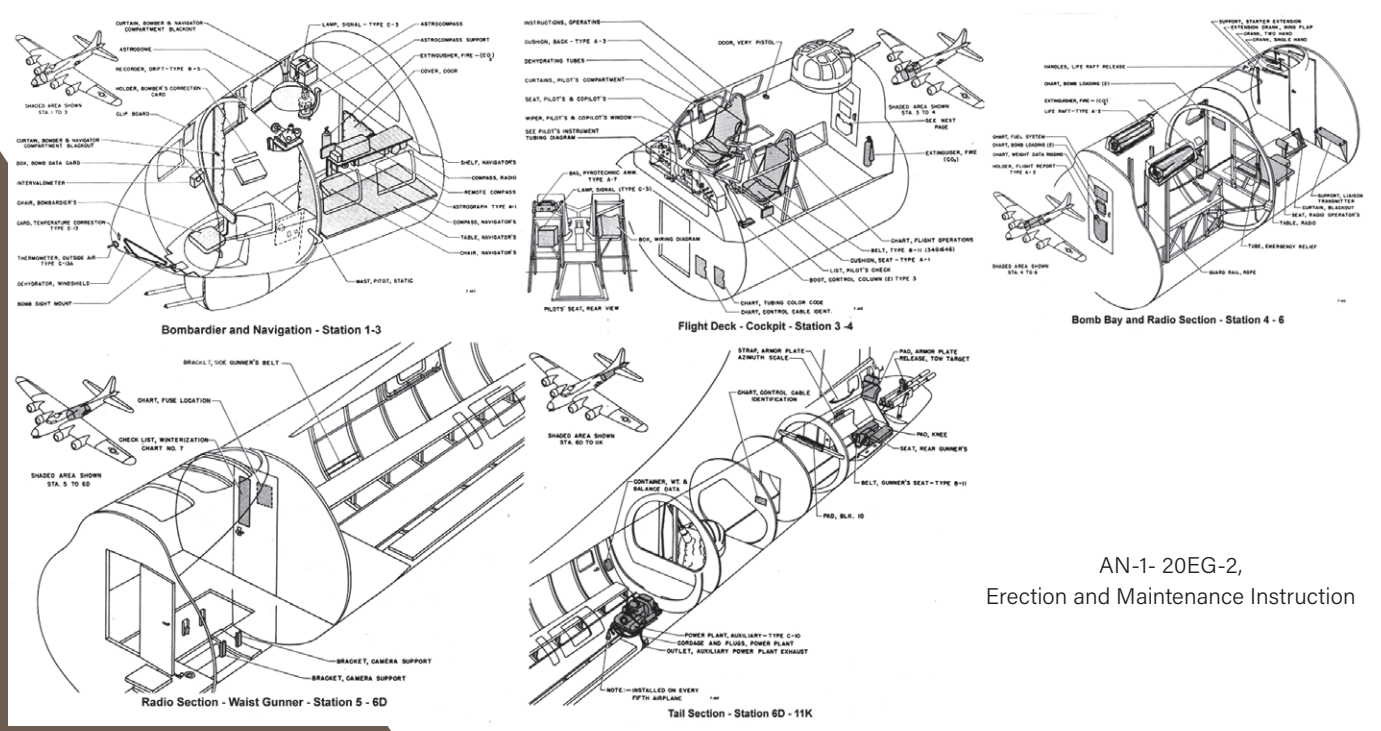 CURTAIN, BOMBER & NAVIGATOR
COMPARTMENT BLACKOUT
ASTRODOME
RECORDER, DRIFT-TYPE B-5
HOLDER, BOMBER'S CORRECTION
CARD
CLIP BOARD
SHADED AREA SHOWN
STA. 1 TO 3
CURTAIN, BOMBER & NAVIGATOR
COMPARTMENT BLACKOUT
BOX, BOMB DATA CARD
INTERVALOMETER
CHAIR, BOMBARDIER'S
CARD, TEMPERATURE CORRECTION
TYPE C-13
THERMOMETER, OUTSIDE AIR
TYPE C-13A
DEHYDRATOR, WINDSHIELD
BOMB SIGHT MOUNT
LAMP, SIGNAL — TYPE C-3
ASTROCOMPASS
ASTROCOMPASS SUPPORT
EXTINGUISHER, FIRE — (CO2)
COVER, DOOR
SHELF, NAVIGATOR'S
COMPASS, RADIO
REMOTE COMPASS
ASTROGRAPH TYPE A-1
COMPASS, NAVIGATOR'S
TABLE, NAVIGATOR'S
CHAIR, NAVIGATOR'S
MAST, PITOT, STATIC
Bombardier and Navigation - Station 1-3
INSTRUCTIONS, OPERATING
CUSHION, BACK - TYPE A-3
DEHYDRATING TUBES
CURTAINS, PILOT'S COMPARTMENT
SEAT, PILOT'S & COPILOT'S
WIPER, PILOT'S & COPILOT'S WINDOW
SEE PILOT'S INSTRUMENT
TUBING DIAGRAM
DOOR, VERY PISTOL
SHADED AREA SHOWN
STA. 3 TO 4
SEE NEXT
PAGE
EXTINGUISER, FIRE
(CO2)
BAG, PYROTECHNIC AMM.
TYPE A-7
LAMP, SIGNAL (TYPE C-3)
BOX, WIRING DIAGRAM
PILOTS' SEAT, REAR VIEW
CHART, FLIGHT OPERATIONS
BELT, TYPE B-11 (34G1645)
CUSHION, SEAT - TYPE A-1
LIST, PILOT'S CHECK
BOOT, CONTROL COLUMN (2) TYPE 3
CHART, TUBING COLOR CODE
CHART, CONTROL CABLE IDENT.
Flight Deck - Cockpit - Station 3 -4
SUPPORT, STARTER EXTENSION
EXTENSION CRANK, WING FLAP
CRANK, TWO HAND
CRANK, SINGLE HAND
HANDLES, LIFE RAFT RELEASE
CHART, BOMB LOADING (2)
EXTINGUISHER, FIRE — (CO2)
LIFE RAFT—TYPE A-2
CHART, FUEL SYSTEM
CHART, BOMB LOADING (2)
CHART, WEIGHT DATA RODING
HOLDER, FLIGHT REPORT
TYPE A-2
SHADED AREA SHOWN
STA. 4 TO 6
SUPPORT, LIAISON
TRANSMITTER
CURTAIN, BLACKOUT
SEAT, RADIO OPERATOR'S
TABLE, RADIO
TUBE, EMERGENCY RELIEF
GUARD RAIL, ROPE
Bomb Bay and Radio Section - Station 4 - 6
BRACKET, SIDE GUNNER'S BELT
CHART, FUSE LOCATION
CHECK LIST, WINTERIZATION
CHART NO. 7
SHADED AREA SHOWN
STA. 5 TO 6D
BRACKET, CAMERA SUPPORT
BRACKET, CAMERA SUPPORT
Radio Section - Waist Gunner - Station 5 - 6D
SHADED AREA SHOWN
STA. 6D TO 11K
STRAP, ARMOR PLATE
AZIMUTH SCALE
PAD, ARMOR PLATE
RELEASE, TOW TARGET
CHART, CONTROL CABLE
IDENTIFICATION
PAD, KNEE
SEAT, REAR GUNNER'S
BELT, GUNNER'S SEAT—TYPE B-11
CONTAINER, WT. &
BALANCE DATA
PAD, BLK. 10
POWER PLANT, AUXILIARY—TYPE C-10
CORDAGE AND PLUGS, POWER PLANT
OUTLET, AUXILIARY POWER PLANT EXHAUST
NOTE:—INSTALLED ON EVERY
FIFTH AIRPLANE
Tail Section - Station 6D - 11K
AN-1- 20EG-2,
Erection and Maintenance Instruction